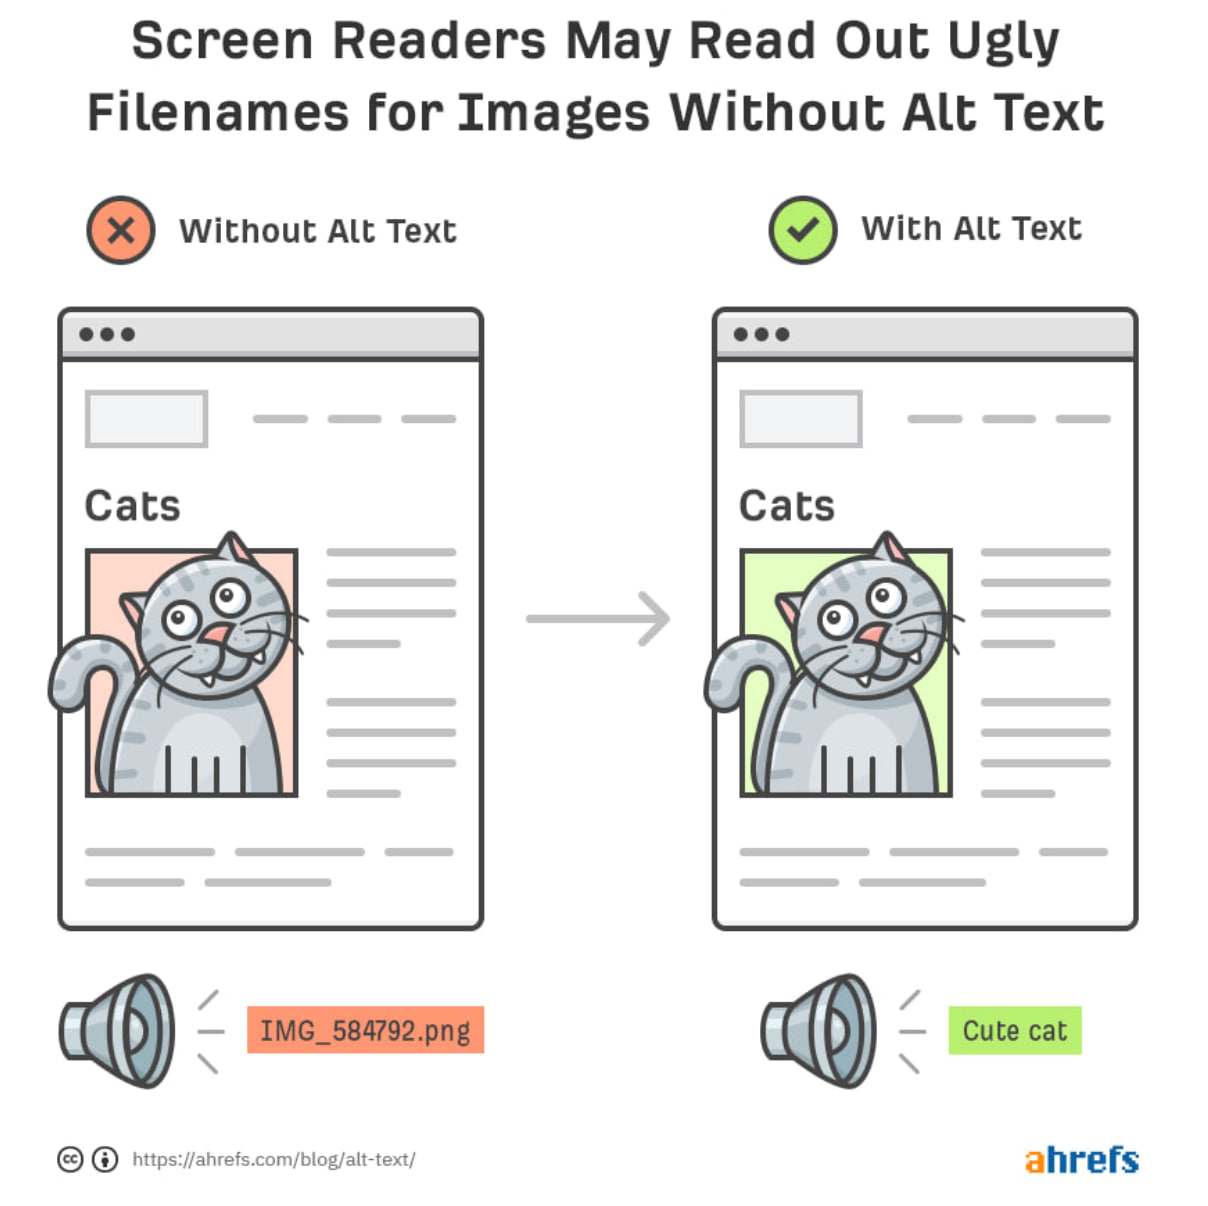 Screen Readers May Read Out Ugly
Filenames for Images Without Alt Text
Without Alt Text
With Alt Text
Cats
Cats
IMG_584792.png
Cute cat
cc
https://ahrefs.com/blog/alt-text/
ahrefs